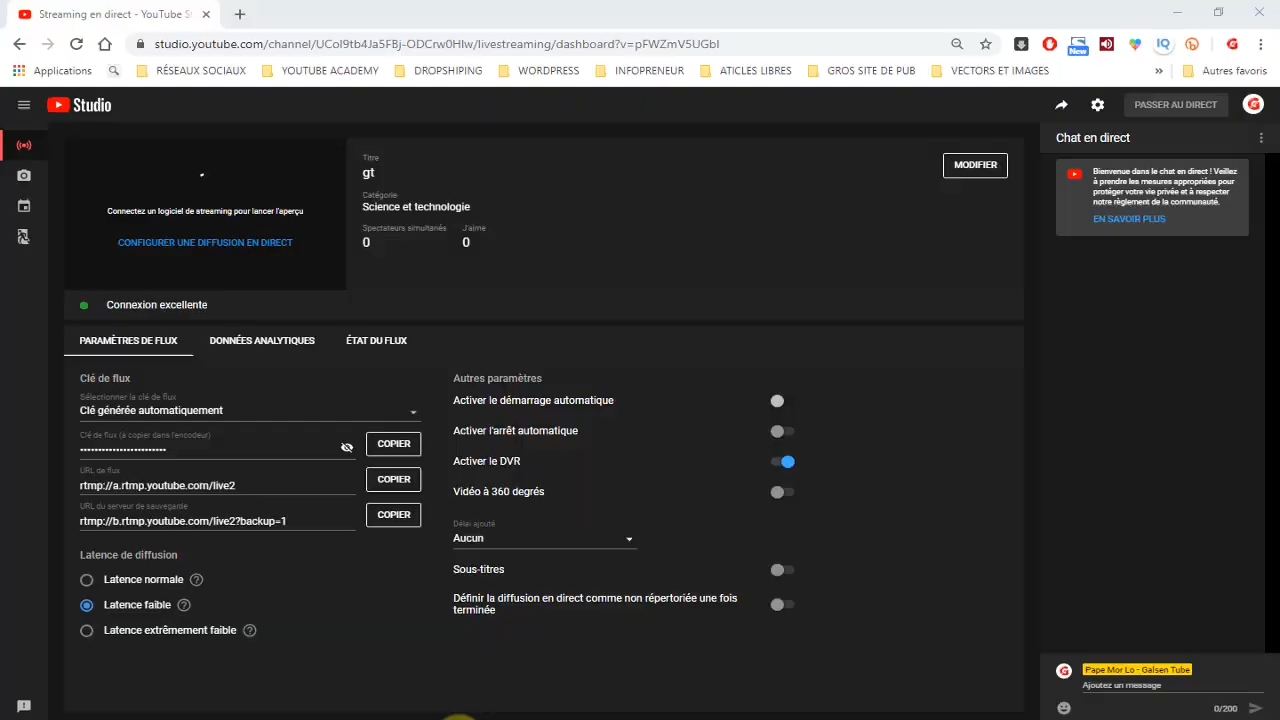 Streaming en direct - YouTube St
studio.youtube.com/channel/
/livestreaming/dashboard?v=pFWZmV5UGbI
New
Applications
RÉSEAUX SOCIAUX
YOUTUBE ACADEMY
DROPSHIPING
WORDPRESS
INFOPRENEUR
ATICLES LIBRES
GROS SITE DE PUB
VECTORS ET IMAGES
»
Autres favoris
Studio
PASSER AU DIRECT
Connectez un logiciel de streaming pour lancer l'aperçu
CONFIGURER UNE DIFFUSION EN DIRECT
Titre
gt
MODIFIER
Catégorie
Science et technologie
Spectateurs simultanés
J'aime
0
0
Connexion excellente
PARAMÈTRES DE FLUX
DONNÉES ANALYTIQUES
ÉTAT DU FLUX
Clé de flux
Sélectionner la clé de flux
Clé générée automatiquement
Clé de flux (à copier dans l'encodeur)
COPIER
URL de flux
rtmp://a.rtmp.youtube.com/live2
COPIER
URL du serveur de sauvegarde
rtmp://b.rtmp.youtube.com/live2?backup=1
COPIER
Latence de diffusion
Latence normale
Latence faible
Latence extrêmement faible
Autres paramètres
Activer le démarrage automatique
Activer l'arrêt automatique
Activer le DVR
Vidéo à 360 degrés
Délai ajouté
Aucun
Sous-titres
Définir la diffusion en direct comme non répertoriée une fois
terminée
Chat en direct
Bienvenue dans le chat en direct ! Veillez
à prendre les mesures appropriées pour
protéger votre vie privée et à respecter
notre règlement de la communauté.
EN SAVOIR PLUS
Pape Mor Lo - Galsen Tube
Ajoutez un message
0/200